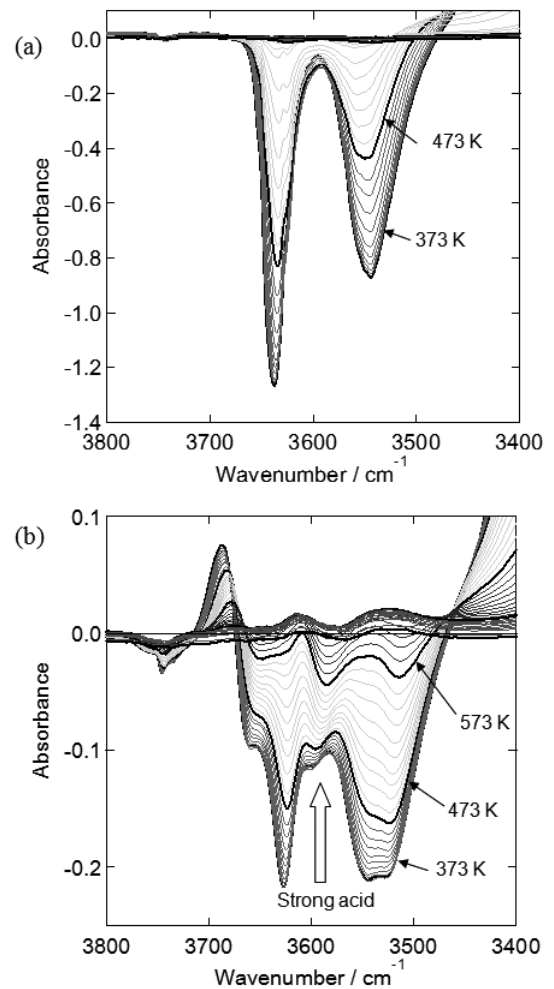 (a)
0.0
-0.2
-0.4
-0.6
-0.8
-1.0
-1.2
-1.4
Absorbance
473 K
373 K
3800 3700 3600 3500 3400
Wavenumber / cm⁻¹
(b)
0.1
0.0
-0.1
-0.2
Absorbance
573 K
473 K
373 K
Strong acid
3800 3700 3600 3500 3400
Wavenumber / cm⁻¹